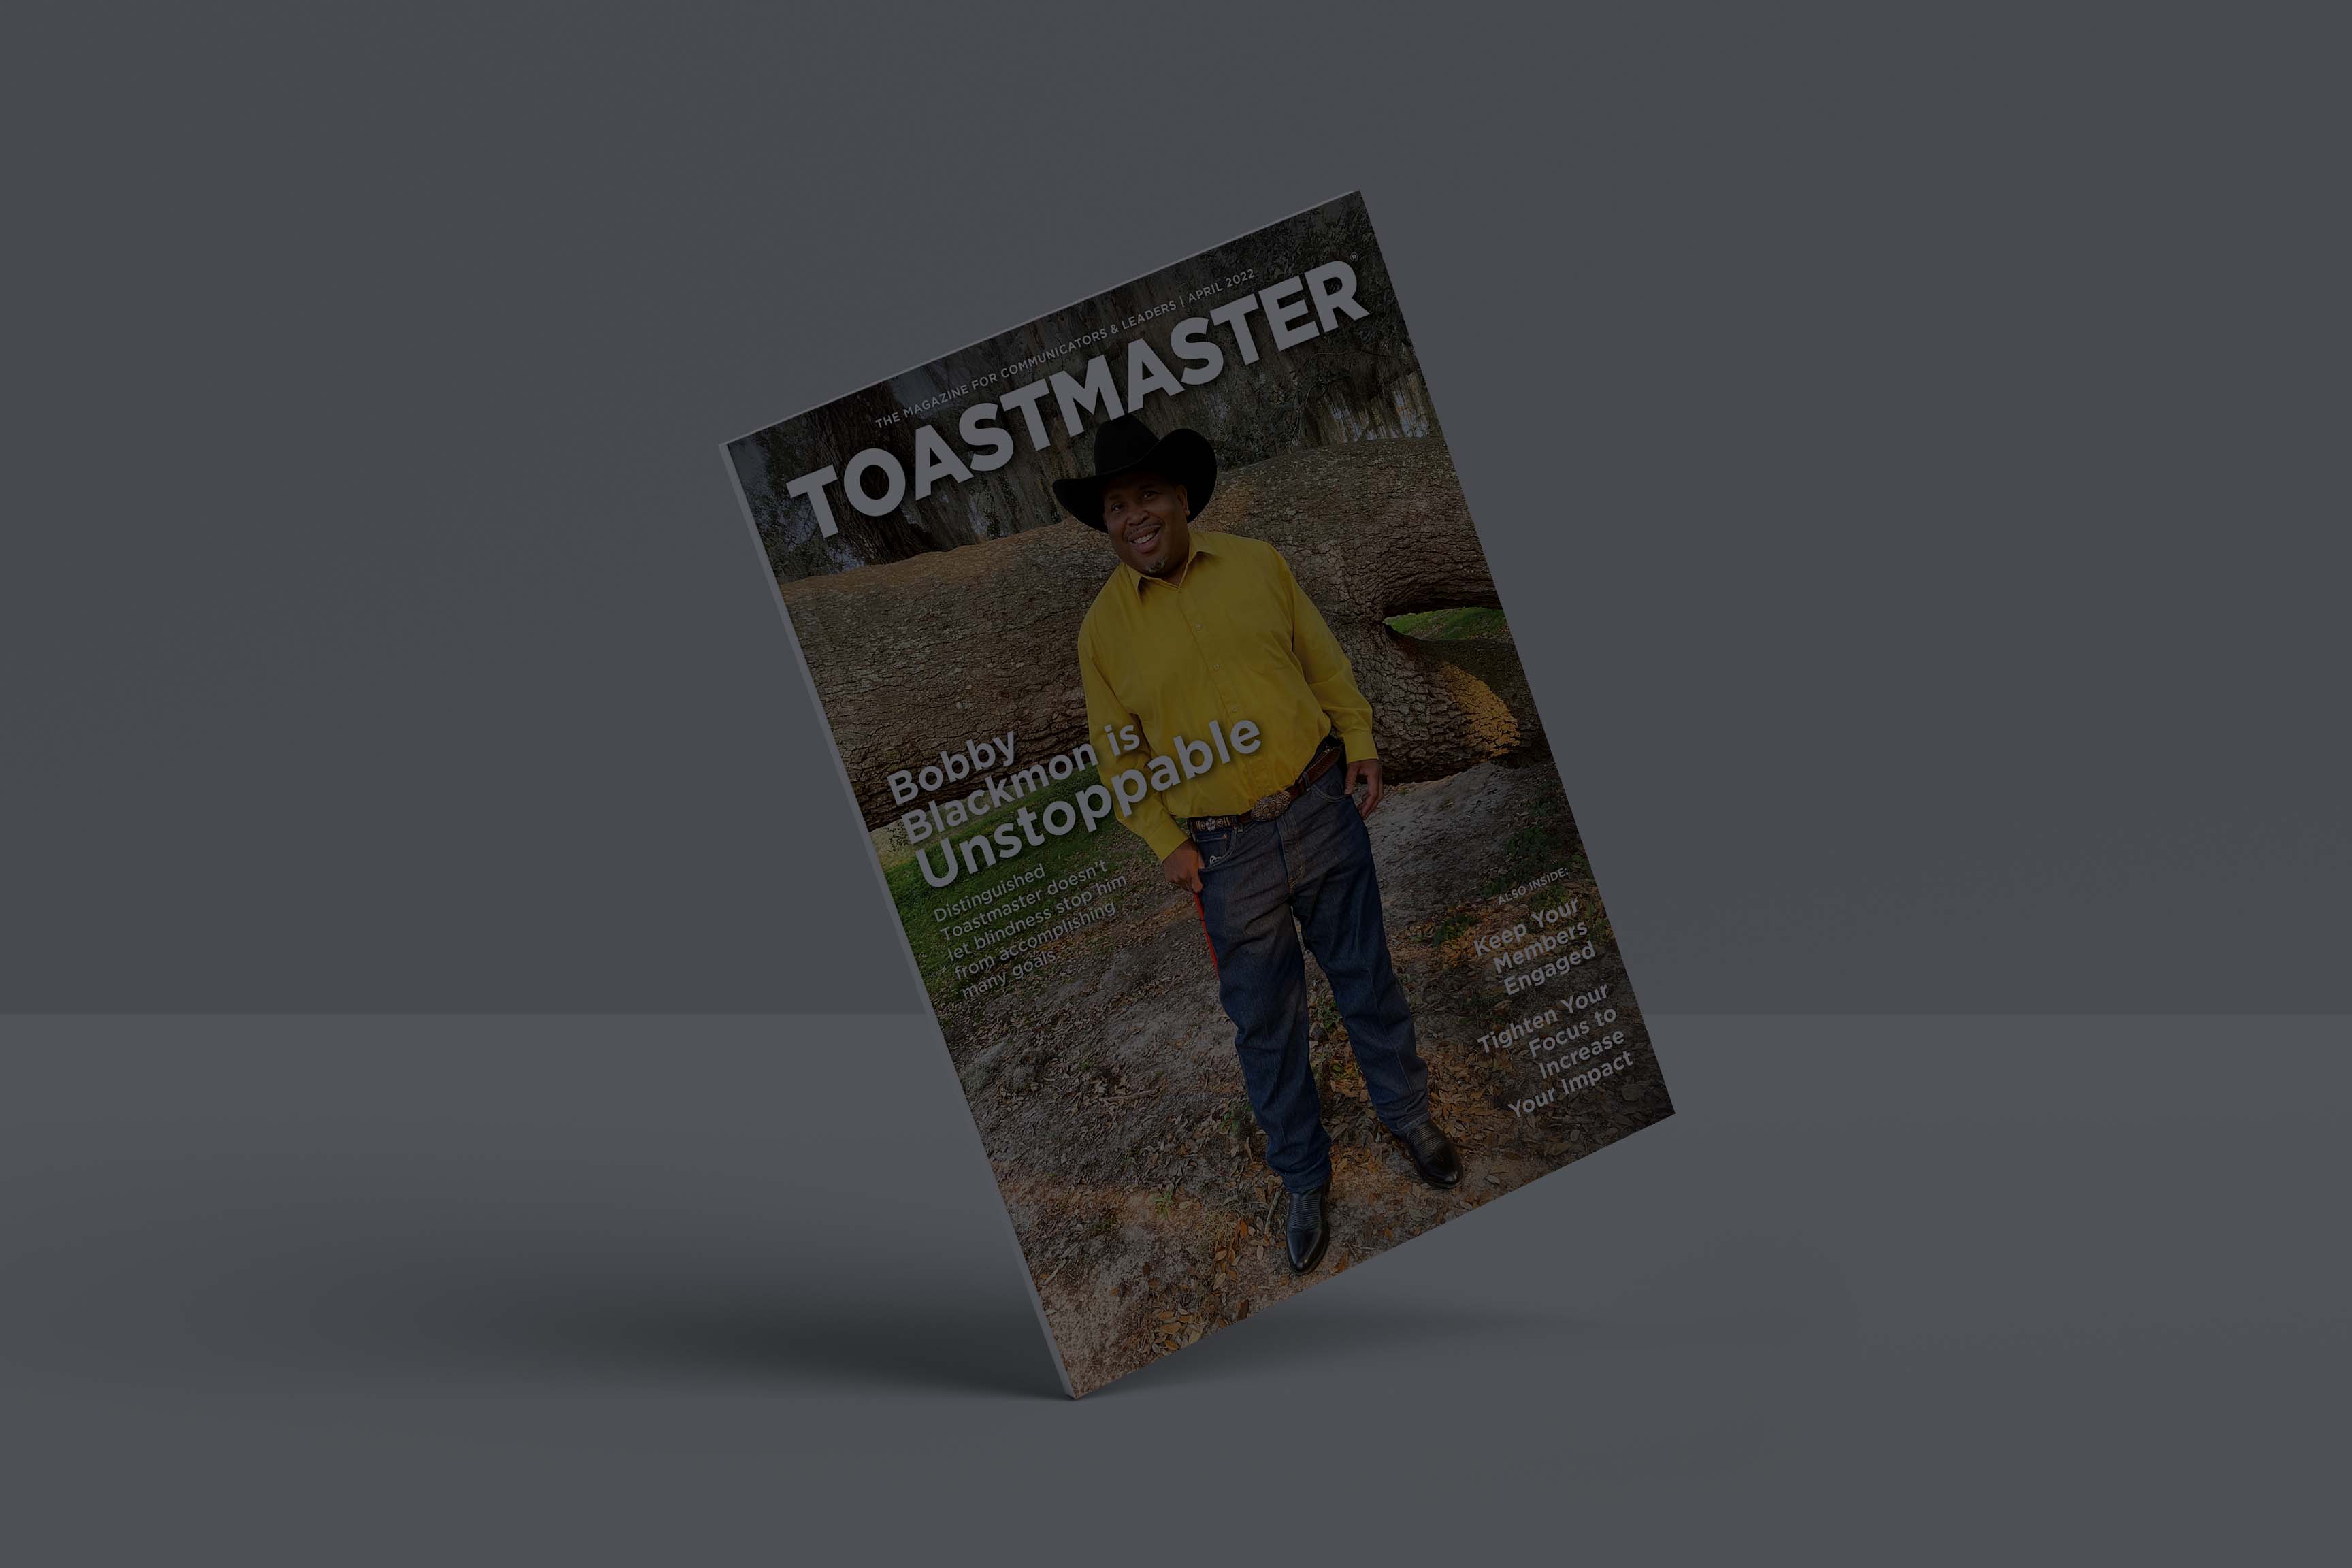 THE MAGAZINE FOR COMMUNICATORS & LEADERS | APRIL 2022
TOASTMASTER®
Bobby
Blackmon is
Unstoppable
Distinguished
Toastmaster doesn't
let blindness stop him
from accomplishing
many goals
ALSO INSIDE:
Keep Your
Members
Engaged
Tighten Your
Focus to
Increase
Your Impact